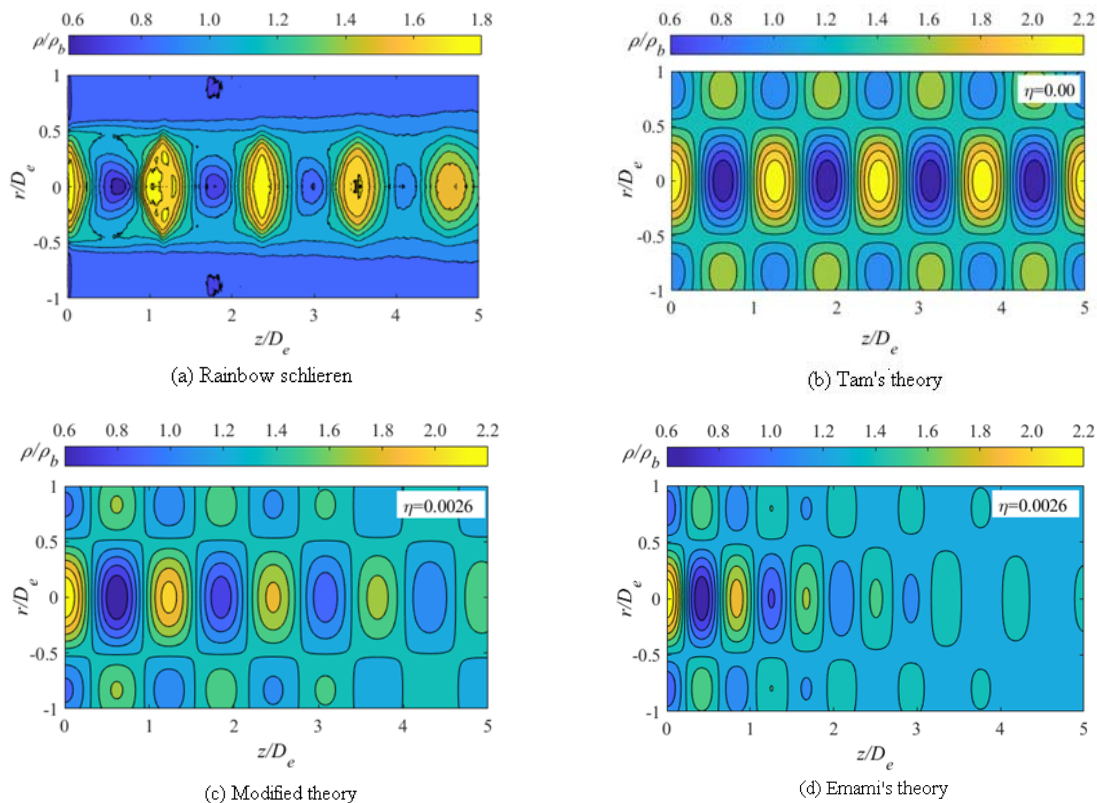 0.6 0.8 1.0 1.2 1.4 1.6 1.8
ρ/ρb
1
0.5
0
-0.5
-1
r/De
0 1 2 3 4 5
z/De
(a) Rainbow schlieren
0.6 0.8 1.0 1.2 1.4 1.6 1.8 2.0 2.2
ρ/ρb
η=0.00
1
0.5
0
-0.5
-1
r/De
0 1 2 3 4 5
z/De
(b) Tam's theory
0.6 0.8 1.0 1.2 1.4 1.6 1.8 2.0 2.2
ρ/ρb
η=0.0026
1
0.5
0
-0.5
-1
r/De
0 1 2 3 4 5
z/De
(c) Modified theory
0.6 0.8 1.0 1.2 1.4 1.6 1.8 2.0 2.2
ρ/ρb
η=0.0026
1
0.5
0
-0.5
-1
r/De
0 1 2 3 4 5
z/De
(d) Emami's theory